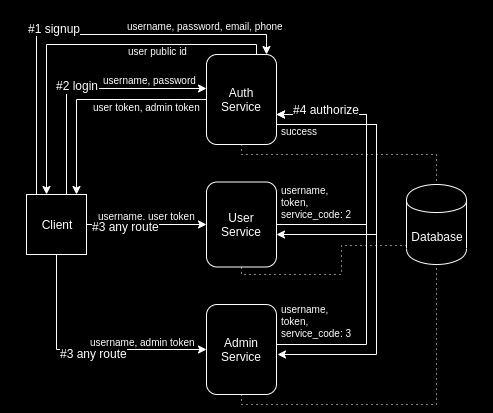 #1 signup
username, password, email, phone
user public id
#2 login
username, password
user token, admin token
Auth
Service
#4 authorize
success
Client
username. user token
#3 any route
User
Service
username,
token,
service_code: 2
Database
username, admin token
#3 any route
Admin
Service
username,
token,
service_code: 3